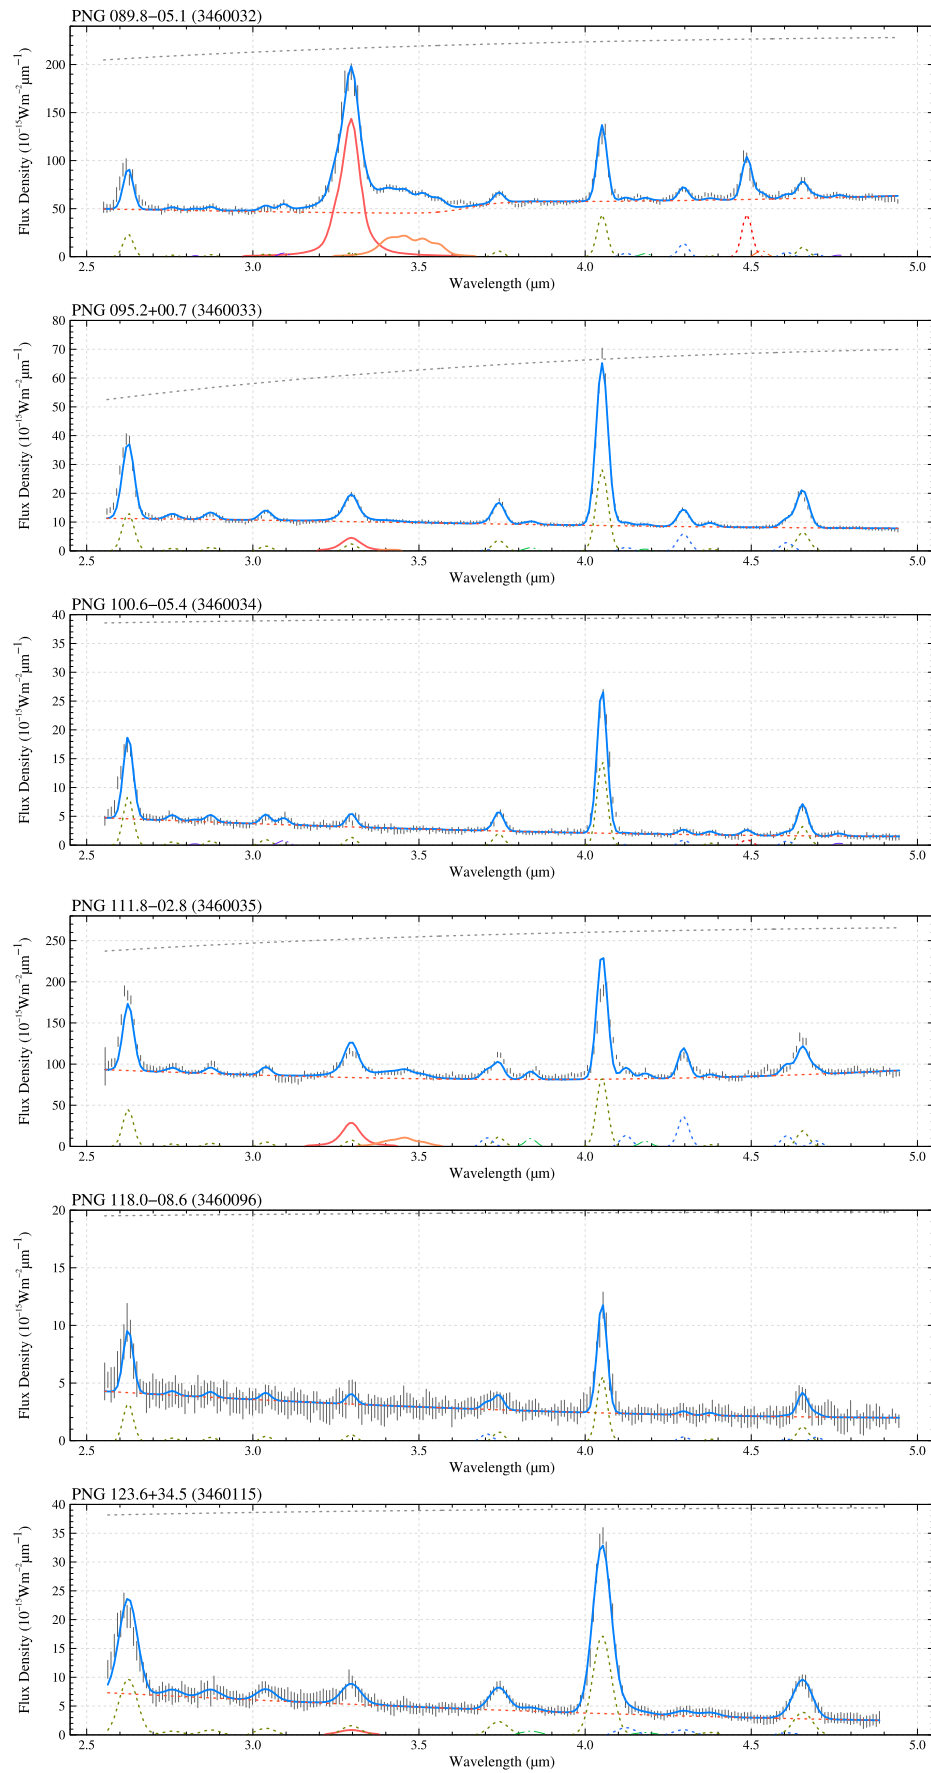 PNG 089.8−05.1 (3460032)
Flux Density (10⁻¹⁵Wm⁻²μm⁻¹)
200
150
100
50
0
2.5 3.0 3.5 4.0 4.5 5.0
Wavelength (μm)
PNG 095.2+00.7 (3460033)
Flux Density (10⁻¹⁵Wm⁻²μm⁻¹)
80
70
60
50
40
30
20
10
0
2.5 3.0 3.5 4.0 4.5 5.0
Wavelength (μm)
PNG 100.6−05.4 (3460034)
Flux Density (10⁻¹⁵Wm⁻²μm⁻¹)
40
35
30
25
20
15
10
5
0
2.5 3.0 3.5 4.0 4.5 5.0
Wavelength (μm)
PNG 111.8−02.8 (3460035)
Flux Density (10⁻¹⁵Wm⁻²μm⁻¹)
250
200
150
100
50
0
2.5 3.0 3.5 4.0 4.5 5.0
Wavelength (μm)
PNG 118.0−08.6 (3460096)
Flux Density (10⁻¹⁵Wm⁻²μm⁻¹)
20
15
10
5
0
2.5 3.0 3.5 4.0 4.5 5.0
Wavelength (μm)
PNG 123.6+34.5 (3460115)
Flux Density (10⁻¹⁵Wm⁻²μm⁻¹)
40
35
30
25
20
15
10
5
0
2.5 3.0 3.5 4.0 4.5 5.0
Wavelength (μm)